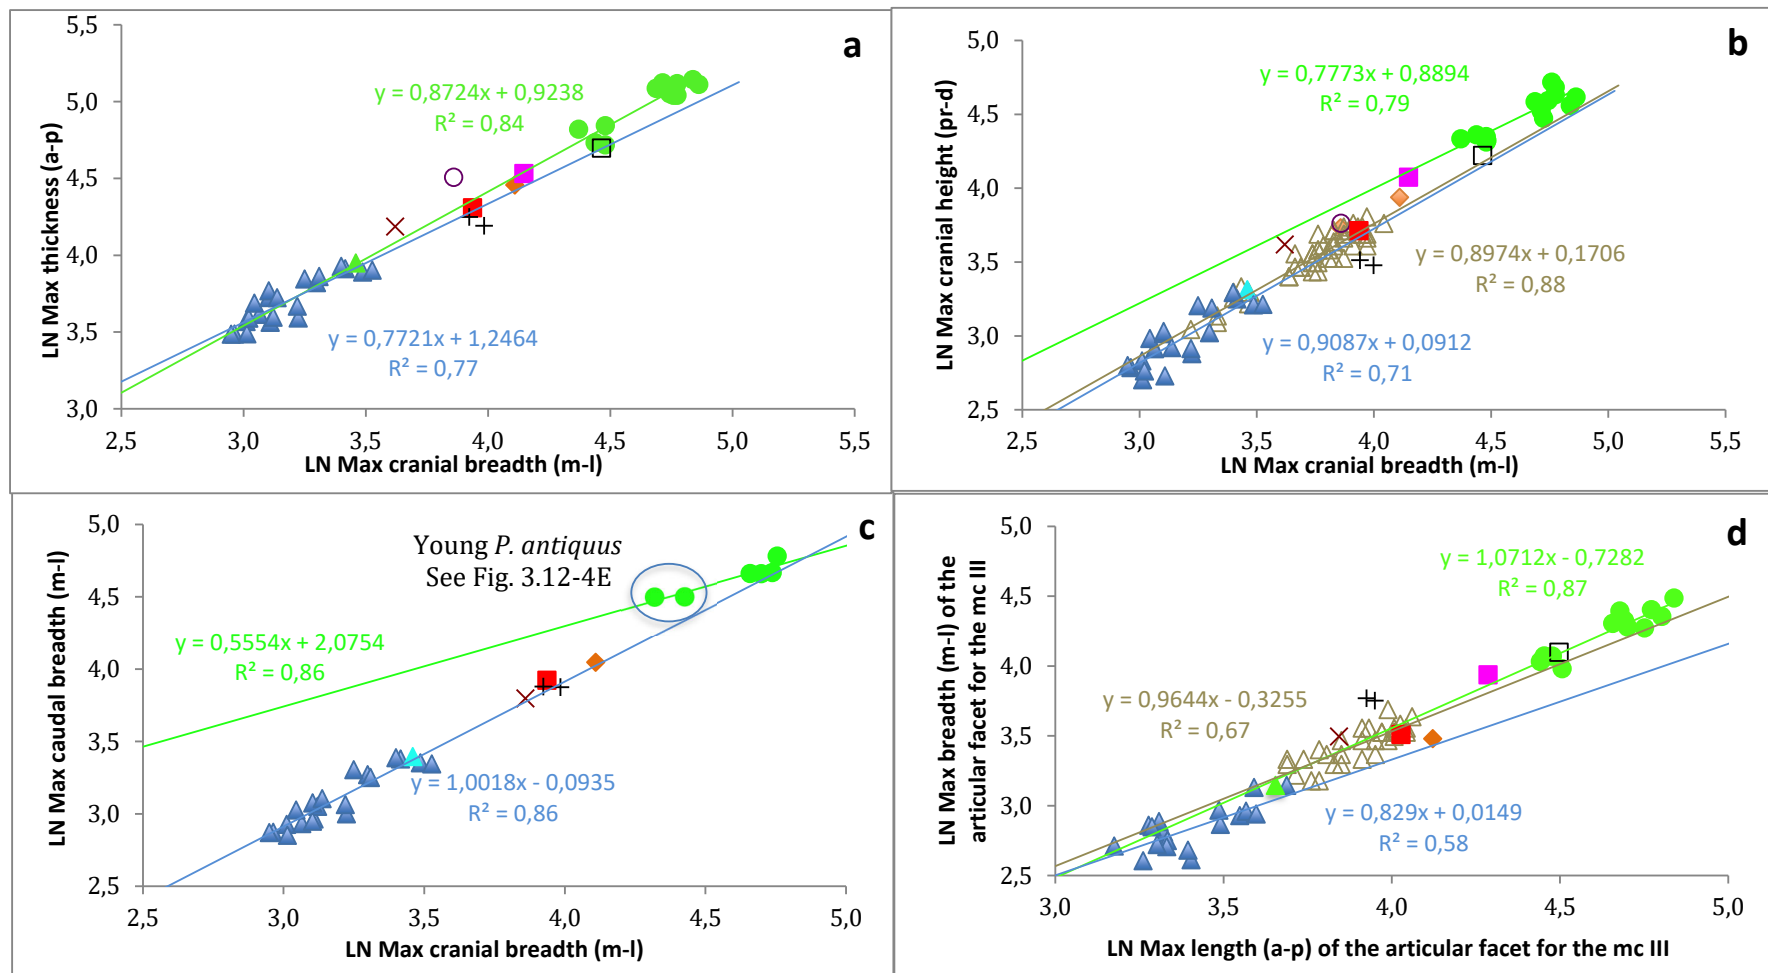 a
5,5
5,0
4,5
4,0
3,5
3,0
LN Max thickness (a-p)
y = 0,8724x + 0,9238
R² = 0,84
y = 0,7721x + 1,2464
R² = 0,77
2,5 3,0 3,5 4,0 4,5 5,0 5,5
LN Max cranial breadth (m-l)
b
5,0
4,5
4,0
3,5
3,0
2,5
LN Max cranial height (pr-d)
y = 0,7773x + 0,8894
R² = 0,79
y = 0,8974x + 0,1706
R² = 0,88
y = 0,9087x + 0,0912
R² = 0,71
2,5 3,0 3,5 4,0 4,5 5,0 5,5
LN Max cranial breadth (m-l)
c
5,0
4,5
4,0
3,5
3,0
2,5
LN Max caudal breadth (m-l)
Young P. antiquus
See Fig. 3.12-4E
y = 0,5554x + 2,0754
R² = 0,86
y = 1,0018x - 0,0935
R² = 0,86
2,5 3,0 3,5 4,0 4,5 5,0
LN Max cranial breadth (m-l)
d
5,0
4,5
4,0
3,5
3,0
2,5
LN Max breadth (m-l) of the
articular facet for the mc III
y = 1,0712x - 0,7282
R² = 0,87
y = 0,9644x - 0,3255
R² = 0,67
y = 0,829x + 0,0149
R² = 0,58
3,0 3,5 4,0 4,5 5,0
LN Max length (a-p) of the articular facet for the mc III